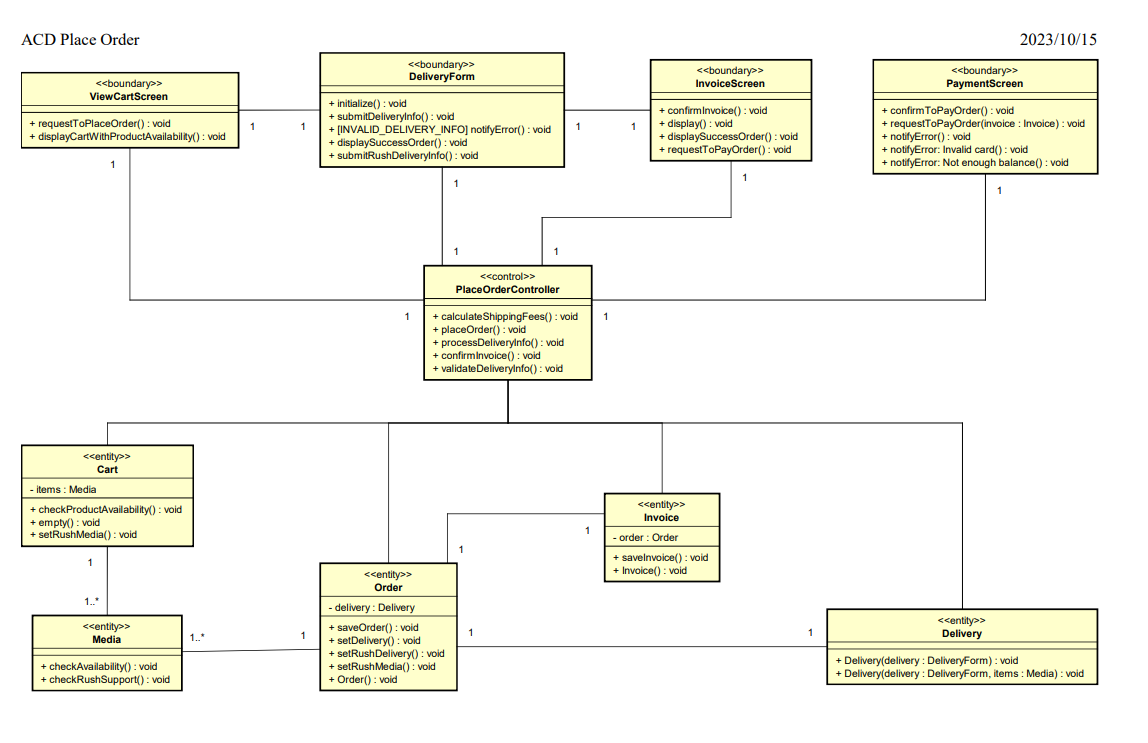 ACD Place Order
2023/10/15
<<boundary>>
ViewCartScreen
+ requestToPlaceOrder() : void
+ displayCartWithProductAvailability() : void
1
1
1
<<boundary>>
DeliveryForm
+ initialize() : void
+ submitDeliveryInfo() : void
+ [INVALID_DELIVERY_INFO] notifyError() : void
+ displaySuccessOrder() : void
+ submitRushDeliveryInfo() : void
1
1
1
<<boundary>>
InvoiceScreen
+ confirmInvoice() : void
+ display() : void
+ displaySuccessOrder() : void
+ requestToPayOrder() : void
1
<<boundary>>
PaymentScreen
+ confirmToPayOrder() : void
+ requestToPayOrder(invoice : Invoice) : void
+ notifyError() : void
+ notifyError: Invalid card() : void
+ notifyError: Not enough balance() : void
1
1
1
<<control>>
PlaceOrderController
+ calculateShippingFees() : void
+ placeOrder() : void
+ processDeliveryInfo() : void
+ confirmInvoice() : void
+ validateDeliveryInfo() : void
1
1
<<entity>>
Cart
- items : Media
+ checkProductAvailability() : void
+ empty() : void
+ setRushMedia() : void
1
1..*
<<entity>>
Invoice
- order : Order
+ saveInvoice() : void
+ Invoice() : void
1
1
<<entity>>
Order
- delivery : Delivery
+ saveOrder() : void
+ setDelivery() : void
+ setRushDelivery() : void
+ setRushMedia() : void
+ Order() : void
<<entity>>
Media
+ checkAvailability() : void
+ checkRushSupport() : void
1..*
1
1
1
<<entity>>
Delivery
+ Delivery(delivery : DeliveryForm) : void
+ Delivery(delivery : DeliveryForm, items : Media) : void